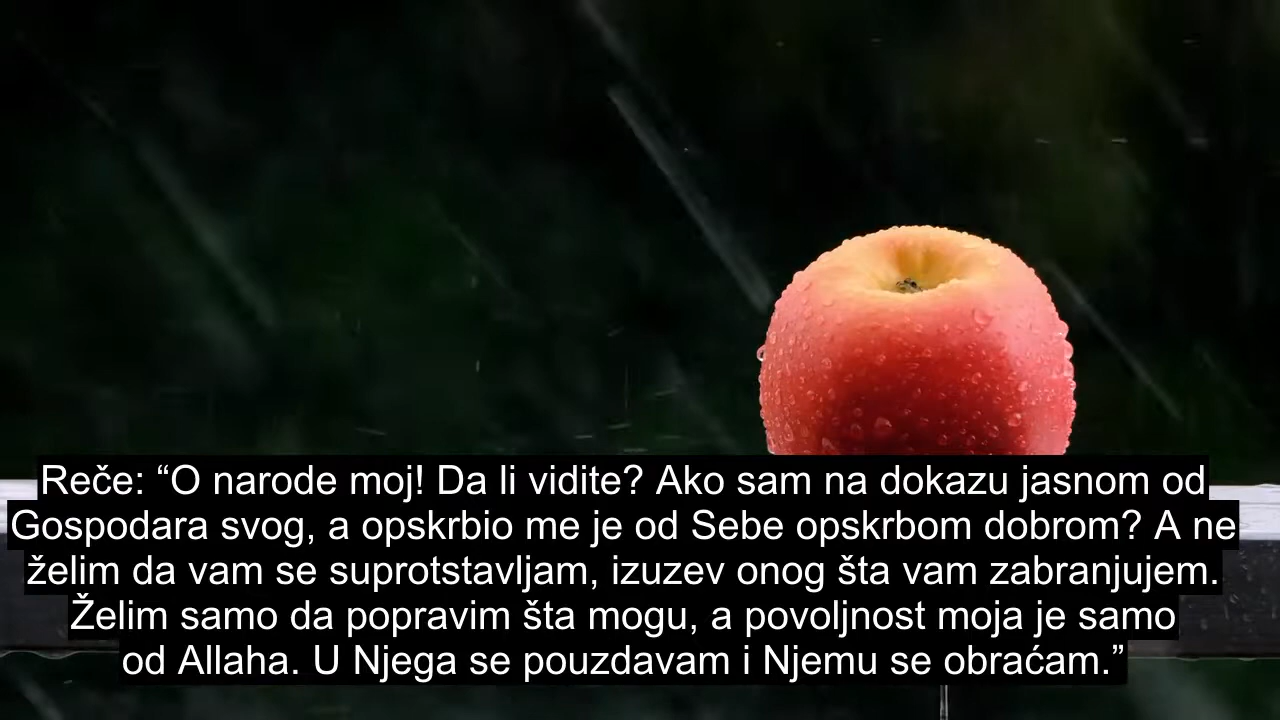 Reče: “O narode moj! Da li vidite? Ako sam na dokazu jasnom od
Gospodara svog, a opskrbio me je od Sebe opskrbom dobrom? A ne
želim da vam se suprotstavljam, izuzev onog šta vam zabranjujem.
Želim samo da popravim šta mogu, a povoljnost moja je samo
od Allaha. U Njega se pouzdavam i Njemu se obraćam.”